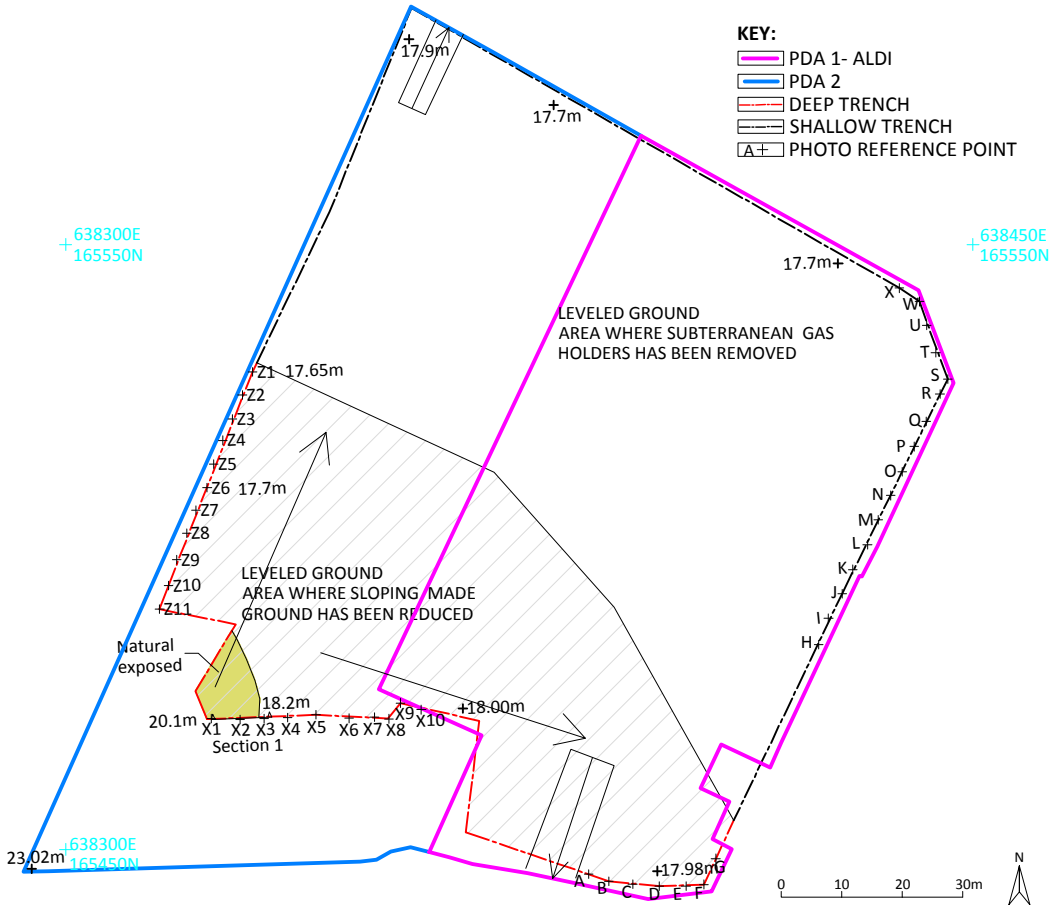 KEY:
PDA 1- ALDI
PDA 2
DEEP TRENCH
SHALLOW TRENCH
A+ PHOTO REFERENCE POINT
17.9m
17.7m
638300E
165550N
638450E
165550N
17.7m
X
W
U
T
S
R
Q
P
O
N
M
L
K
J
I
H
LEVELED GROUND
AREA WHERE SUBTERRANEAN GAS
HOLDERS HAS BEEN REMOVED
Z1 17.65m
Z2
Z3
Z4
Z5
Z6 17.7m
Z7
Z8
Z9
Z10
Z11
LEVELED GROUND
AREA WHERE SLOPING MADE
GROUND HAS BEEN REDUCED
Natural
exposed
20.1m
18.2m
18.00m
X1
X2
X3
X4
X5
X6
X7
X8
X9
X10
Section 1
638300E
165450N
23.02m
17.98m
A
B
C
D
E
F
G
0 10 20 30m
N